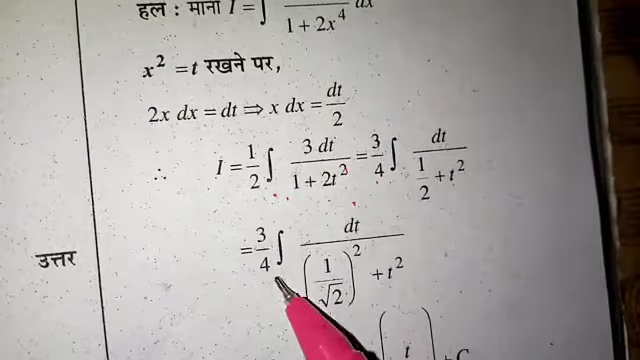 हल : माना I = ∫ dx / 1 + 2x⁴
x² = t रखने पर,
2x dx = dt ⇒ x dx = dt/2
∴ I = 1/2 ∫ 3 dt / 1 + 2t² = 3/4 ∫ dt / 1/2 + t²
उत्तर
= 3/4 ∫ dt / (1/√2)² + t²
( t ) + C